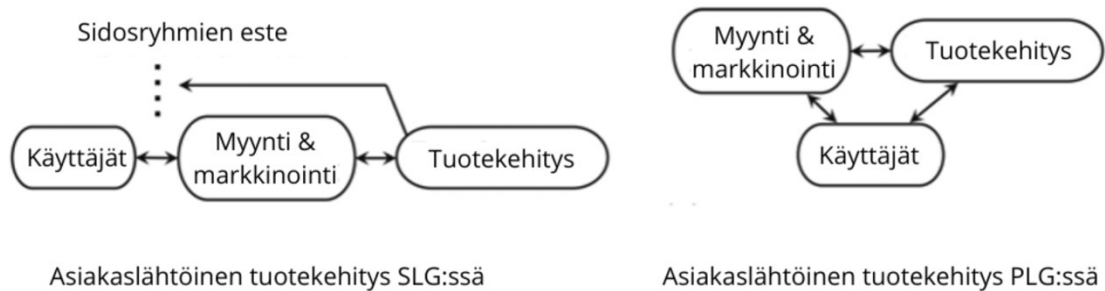 Sidosryhmien este
Käyttäjät
Myynti &
markkinointi
Tuotekehitys
Asiakaslähtöinen tuotekehitys SLG:ssä
Myynti &
markkinointi
Tuotekehitys
Käyttäjät
Asiakaslähtöinen tuotekehitys PLG:ssä